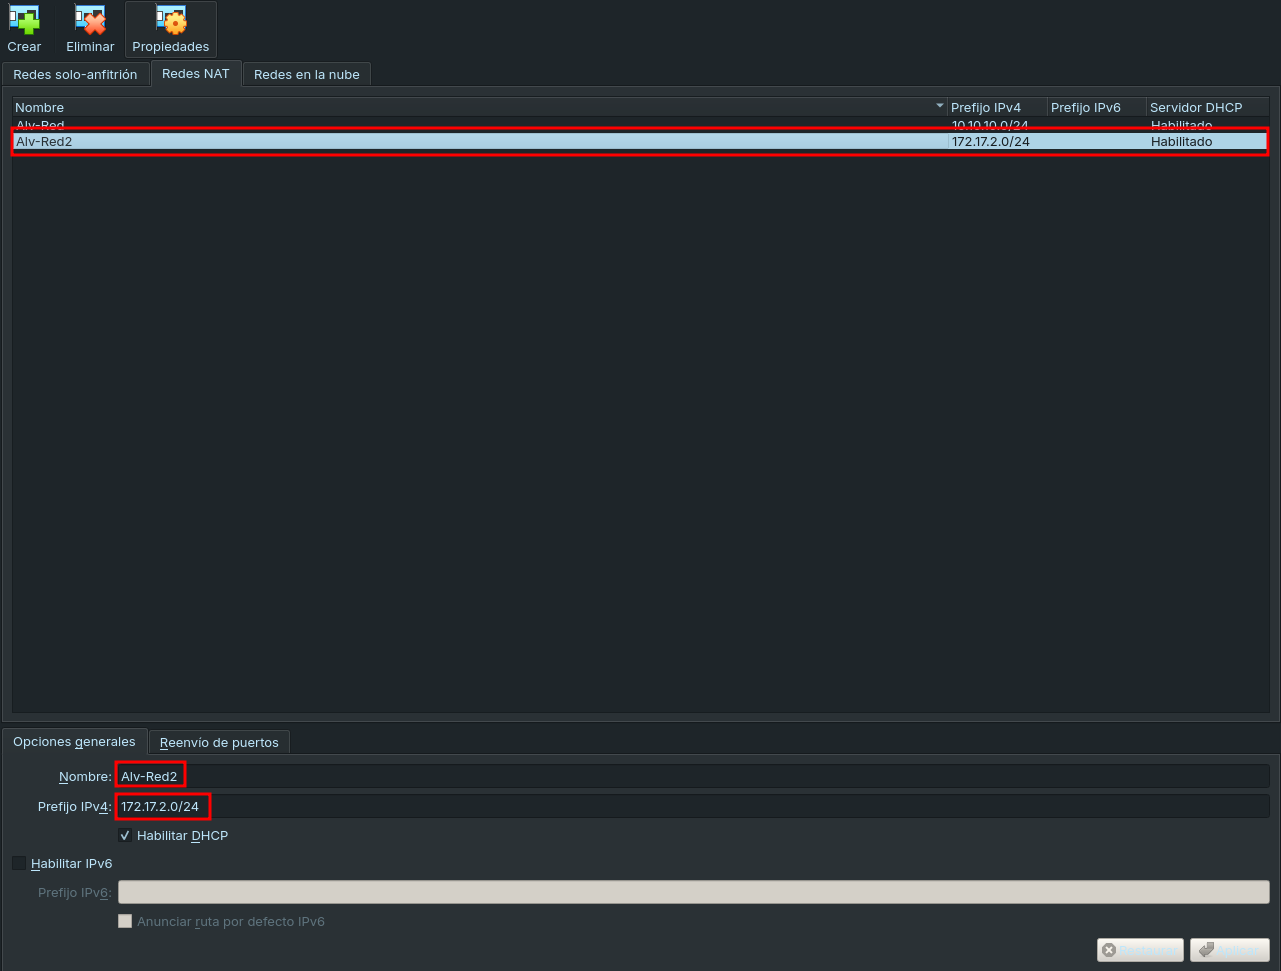 Crear Eliminar Propiedades
Redes solo-anfitrión Redes NAT Redes en la nube
Nombre Prefijo IPv4 Prefijo IPv6 Servidor DHCP
Alv-Red 10.10.10.0/24 Habilitado
Alv-Red2 172.17.2.0/24 Habilitado
Opciones generales Reenvío de puertos
Nombre: Alv-Red2
Prefijo IPv4: 172.17.2.0/24
Habilitar DHCP
Habilitar IPv6
Prefijo IPv6:
Anunciar ruta por defecto IPv6